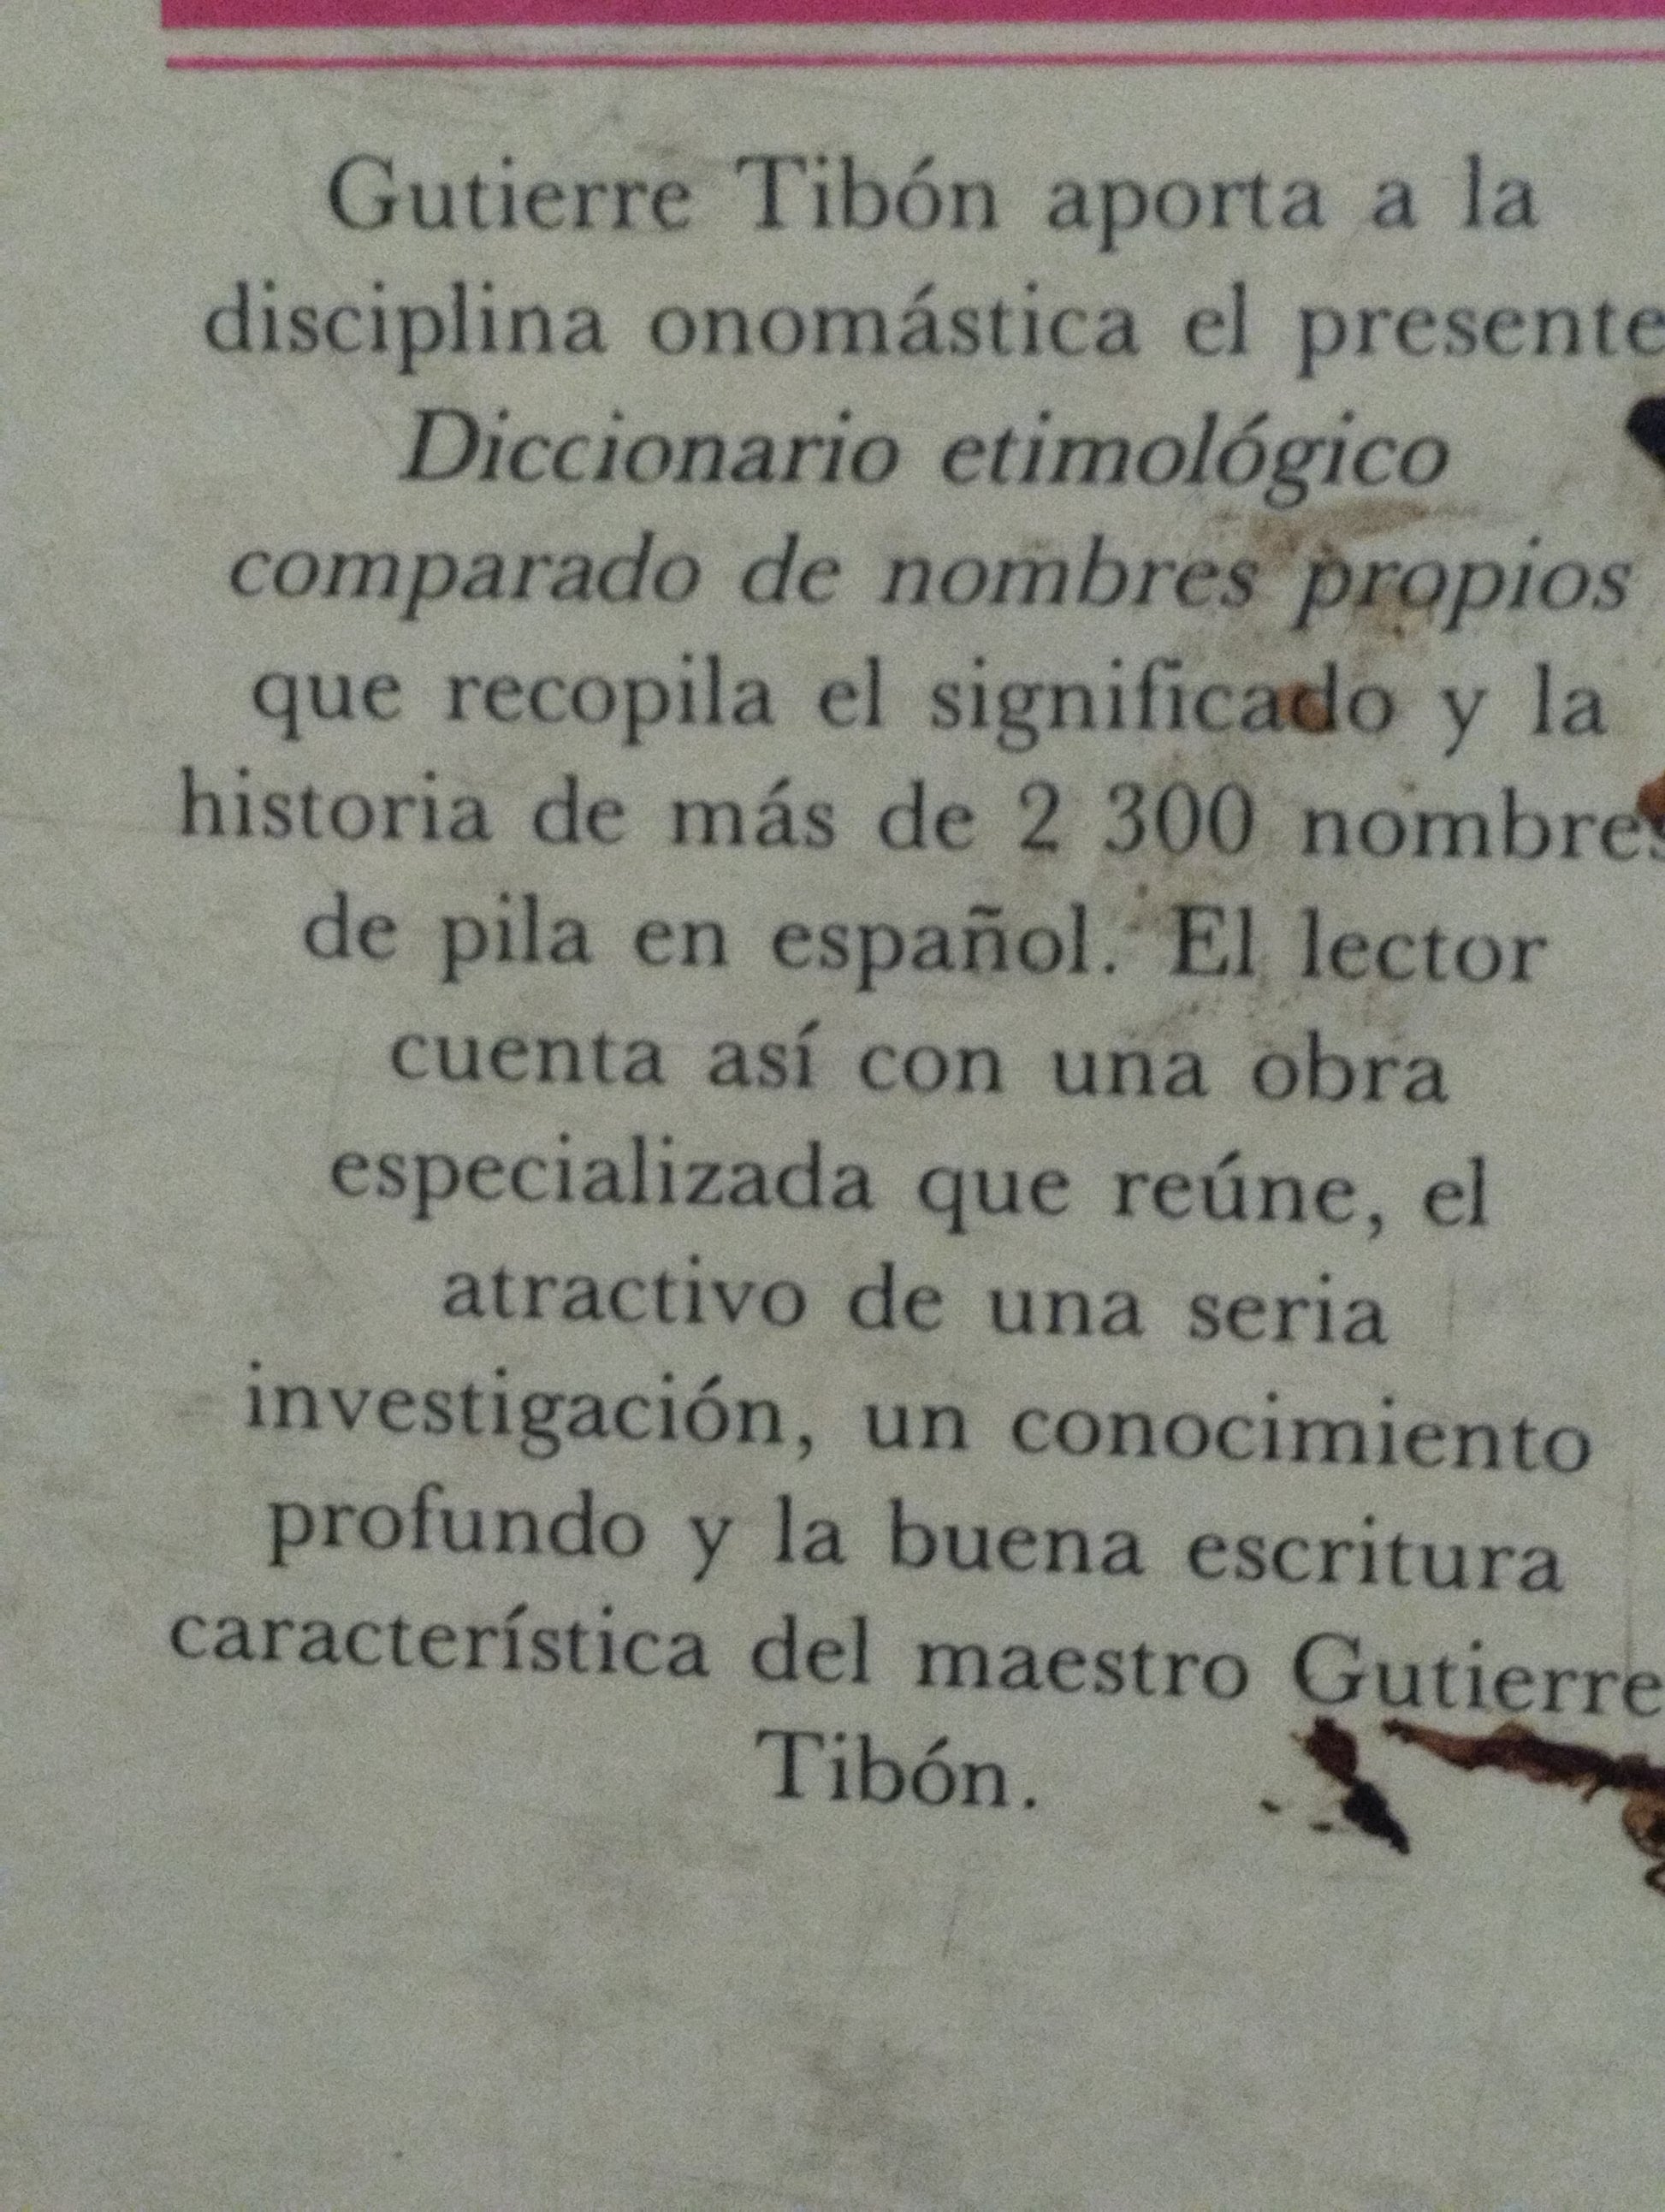 Gutierre Tibón aporta a la
disciplina onomástica el presente
Diccionario etimológico
comparado de nombres propios
que recopila el significado y la
historia de más de 2 300 nombres
de pila en español. El lector
cuenta así con una obra
especializada que reúne, el
atractivo de una seria
investigación, un conocimiento
profundo y la buena escritura
característica del maestro Gutierre
Tibón.